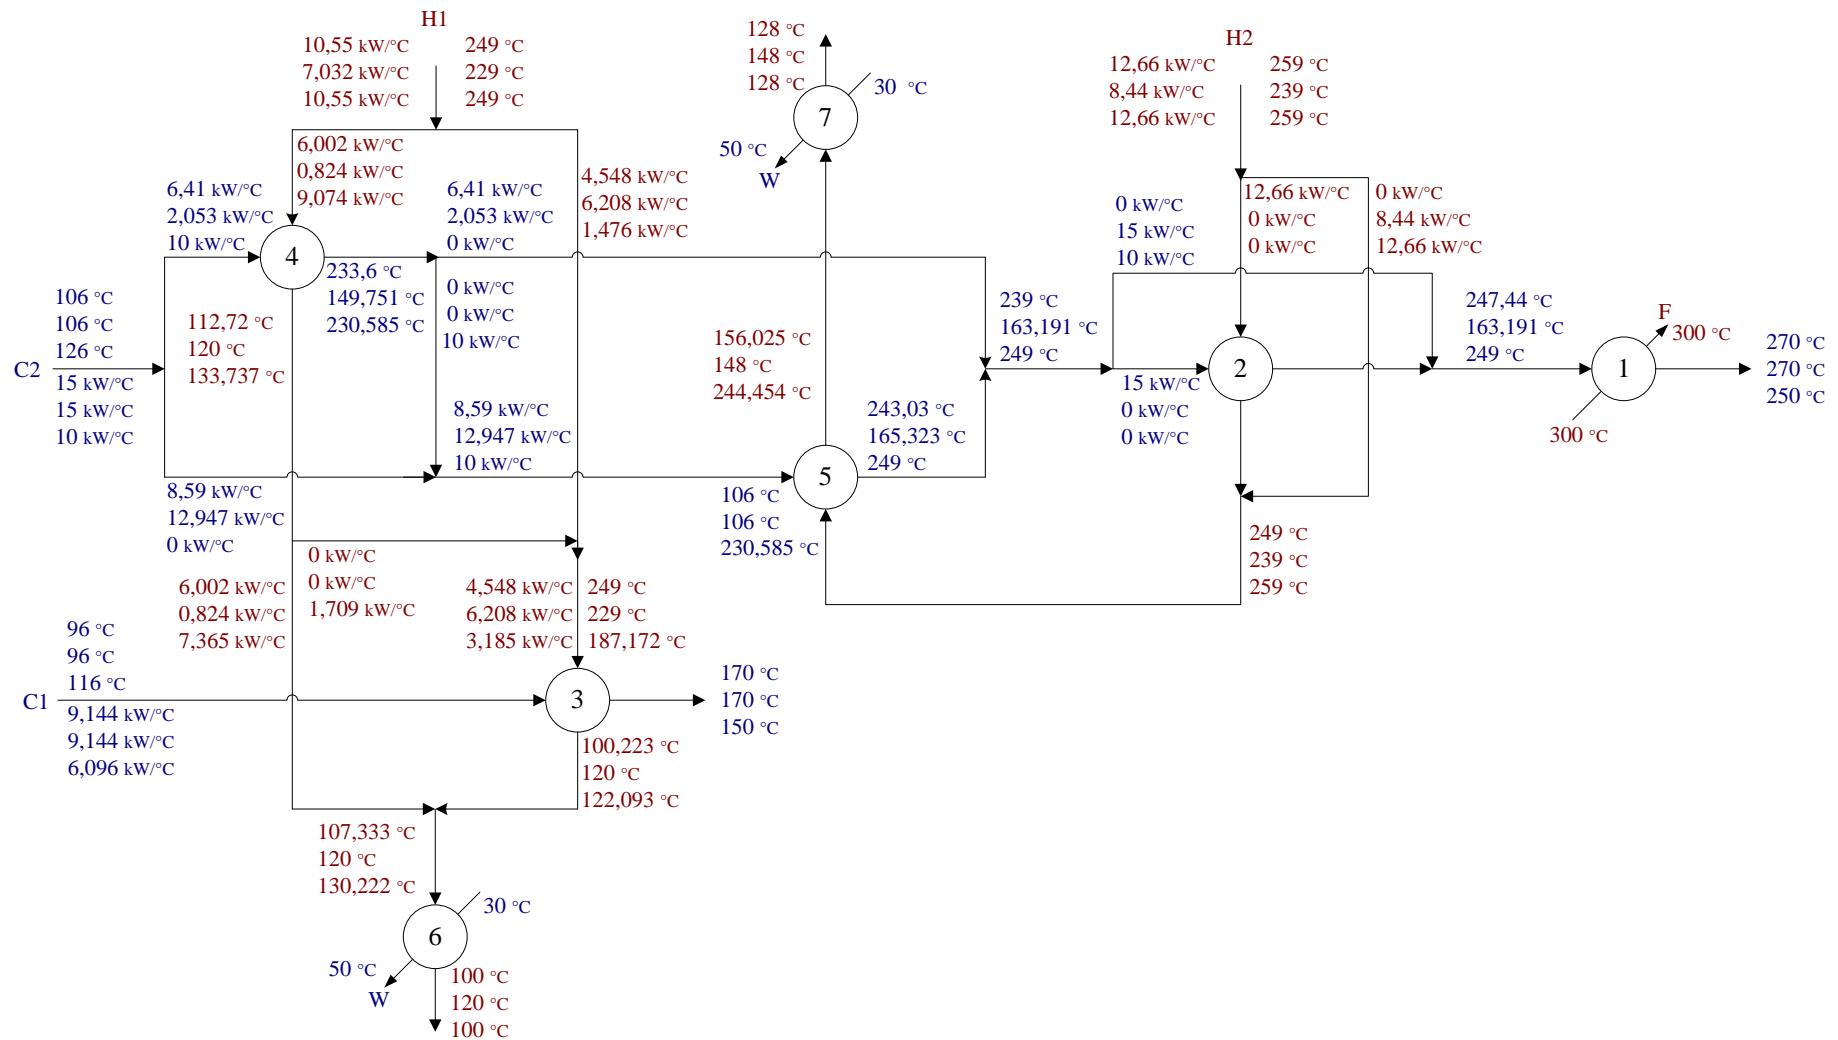 H1
10,55 kW/°C 249 °C
7,032 kW/°C 229 °C
10,55 kW/°C 249 °C
128 °C
148 °C
128 °C
7
30 °C
50 °C
W
H2
12,66 kW/°C 259 °C
8,44 kW/°C 239 °C
12,66 kW/°C 259 °C
6,002 kW/°C
0,824 kW/°C
9,074 kW/°C
4,548 kW/°C
6,208 kW/°C
1,476 kW/°C
6,41 kW/°C
2,053 kW/°C
10 kW/°C
6,41 kW/°C
2,053 kW/°C
0 kW/°C
4
233,6 °C
149,751 °C
230,585 °C
0 kW/°C
0 kW/°C
10 kW/°C
12,66 kW/°C
0 kW/°C
0 kW/°C
0 kW/°C
8,44 kW/°C
12,66 kW/°C
0 kW/°C
15 kW/°C
10 kW/°C
106 °C
106 °C
126 °C
C2
15 kW/°C
15 kW/°C
10 kW/°C
112,72 °C
120 °C
133,737 °C
156,025 °C
148 °C
244,454 °C
239 °C
163,191 °C
249 °C
2
15 kW/°C
0 kW/°C
0 kW/°C
247,44 °C
163,191 °C
249 °C
F
300 °C
1
300 °C
270 °C
270 °C
250 °C
8,59 kW/°C
12,947 kW/°C
10 kW/°C
243,03 °C
165,323 °C
249 °C
5
8,59 kW/°C
12,947 kW/°C
0 kW/°C
106 °C
106 °C
230,585 °C
0 kW/°C
0 kW/°C
1,709 kW/°C
249 °C
239 °C
259 °C
6,002 kW/°C
0,824 kW/°C
7,365 kW/°C
4,548 kW/°C 249 °C
6,208 kW/°C 229 °C
3,185 kW/°C 187,172 °C
96 °C
96 °C
116 °C
C1
9,144 kW/°C
9,144 kW/°C
6,096 kW/°C
3
170 °C
170 °C
150 °C
100,223 °C
120 °C
122,093 °C
107,333 °C
120 °C
130,222 °C
6
30 °C
50 °C
W
100 °C
120 °C
100 °C